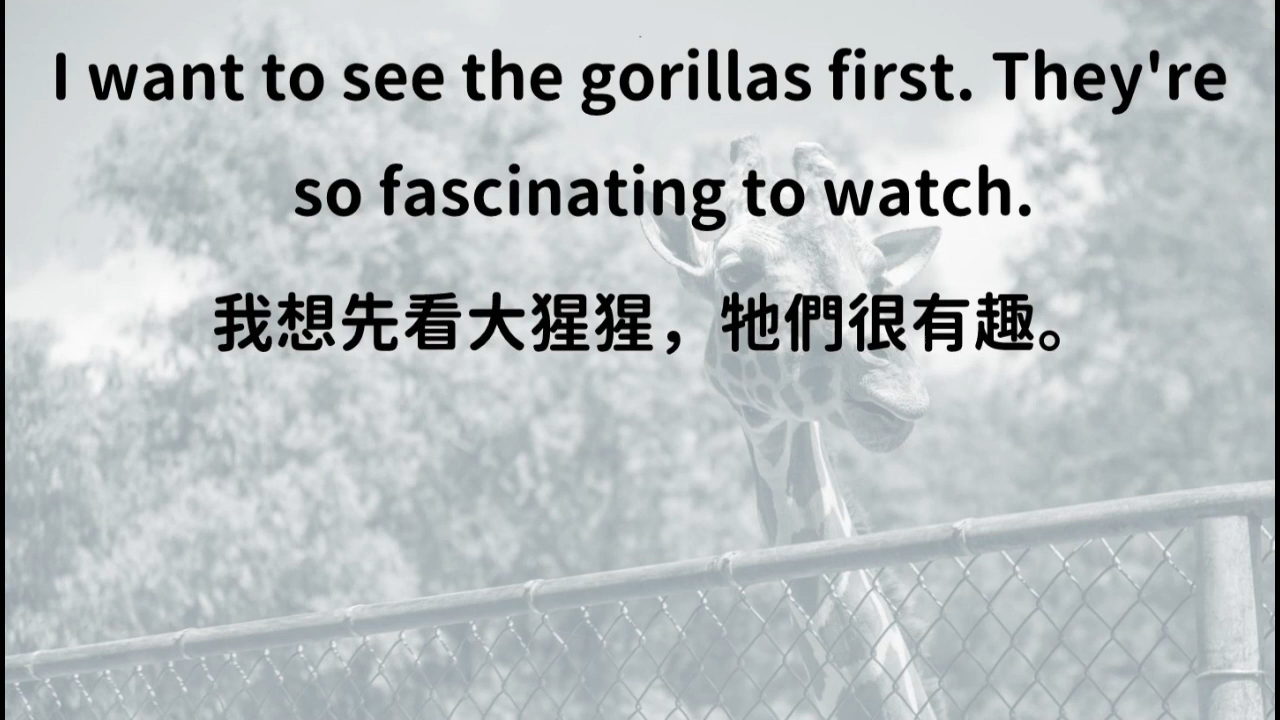 I want to see the gorillas first. They're
so fascinating to watch.
我想先看大猩猩，牠們很有趣。